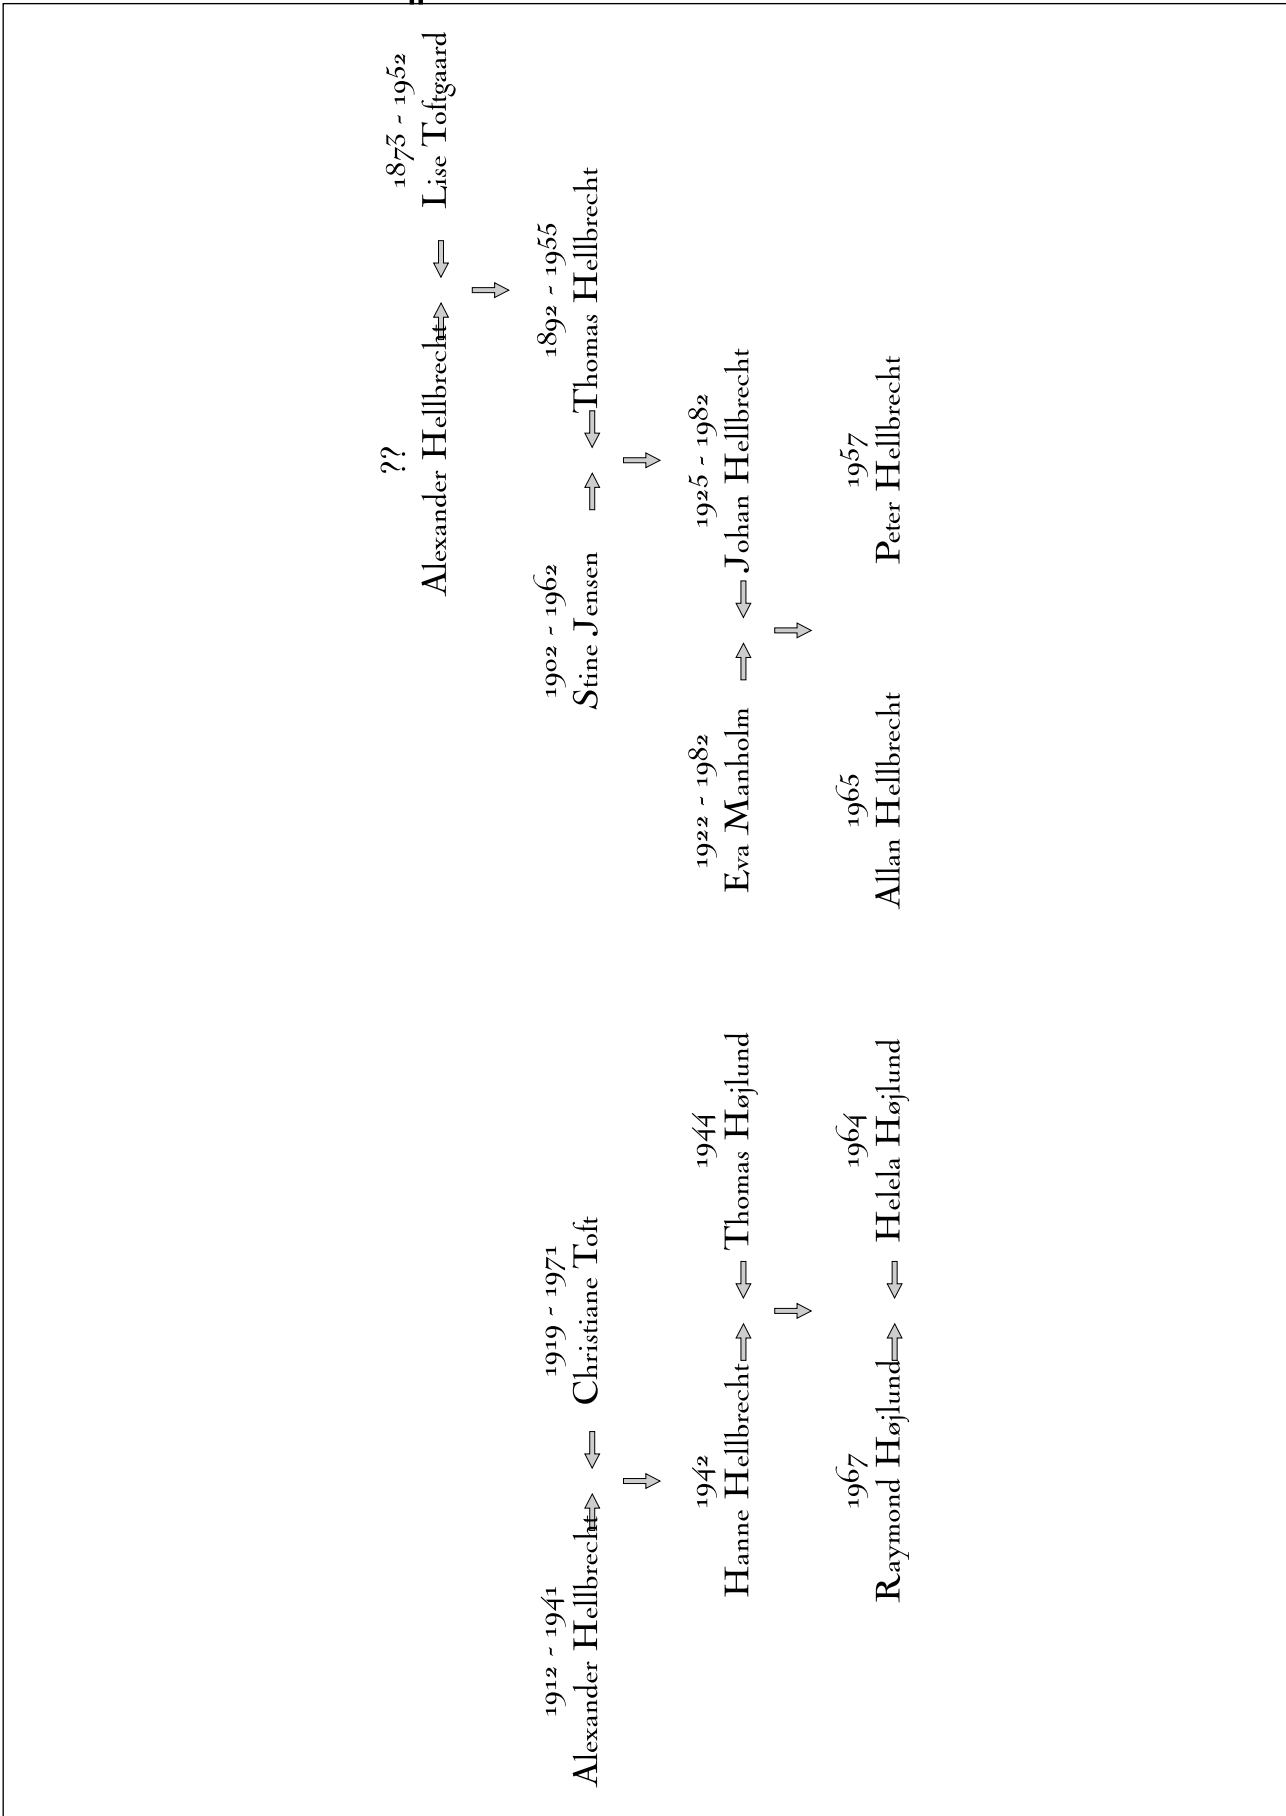 ??
1873 - 1952
Alexander Hellbrecht
Lise Toftgaard
1912 - 1941
1919 - 1971
1902 - 1962
1892 - 1955
Alexander Hellbrecht
Christiane Toft
Stine Jensen
Thomas Hellbrecht
1942
1944
1922 - 1982
1925 - 1982
Hanne Hellbrecht
Thomas Højlund
Eva Manholm
Johan Hellbrecht
1967
1964
1965
1957
Raymond Højlund
Helela Højlund
Allan Hellbrecht
Peter Hellbrecht